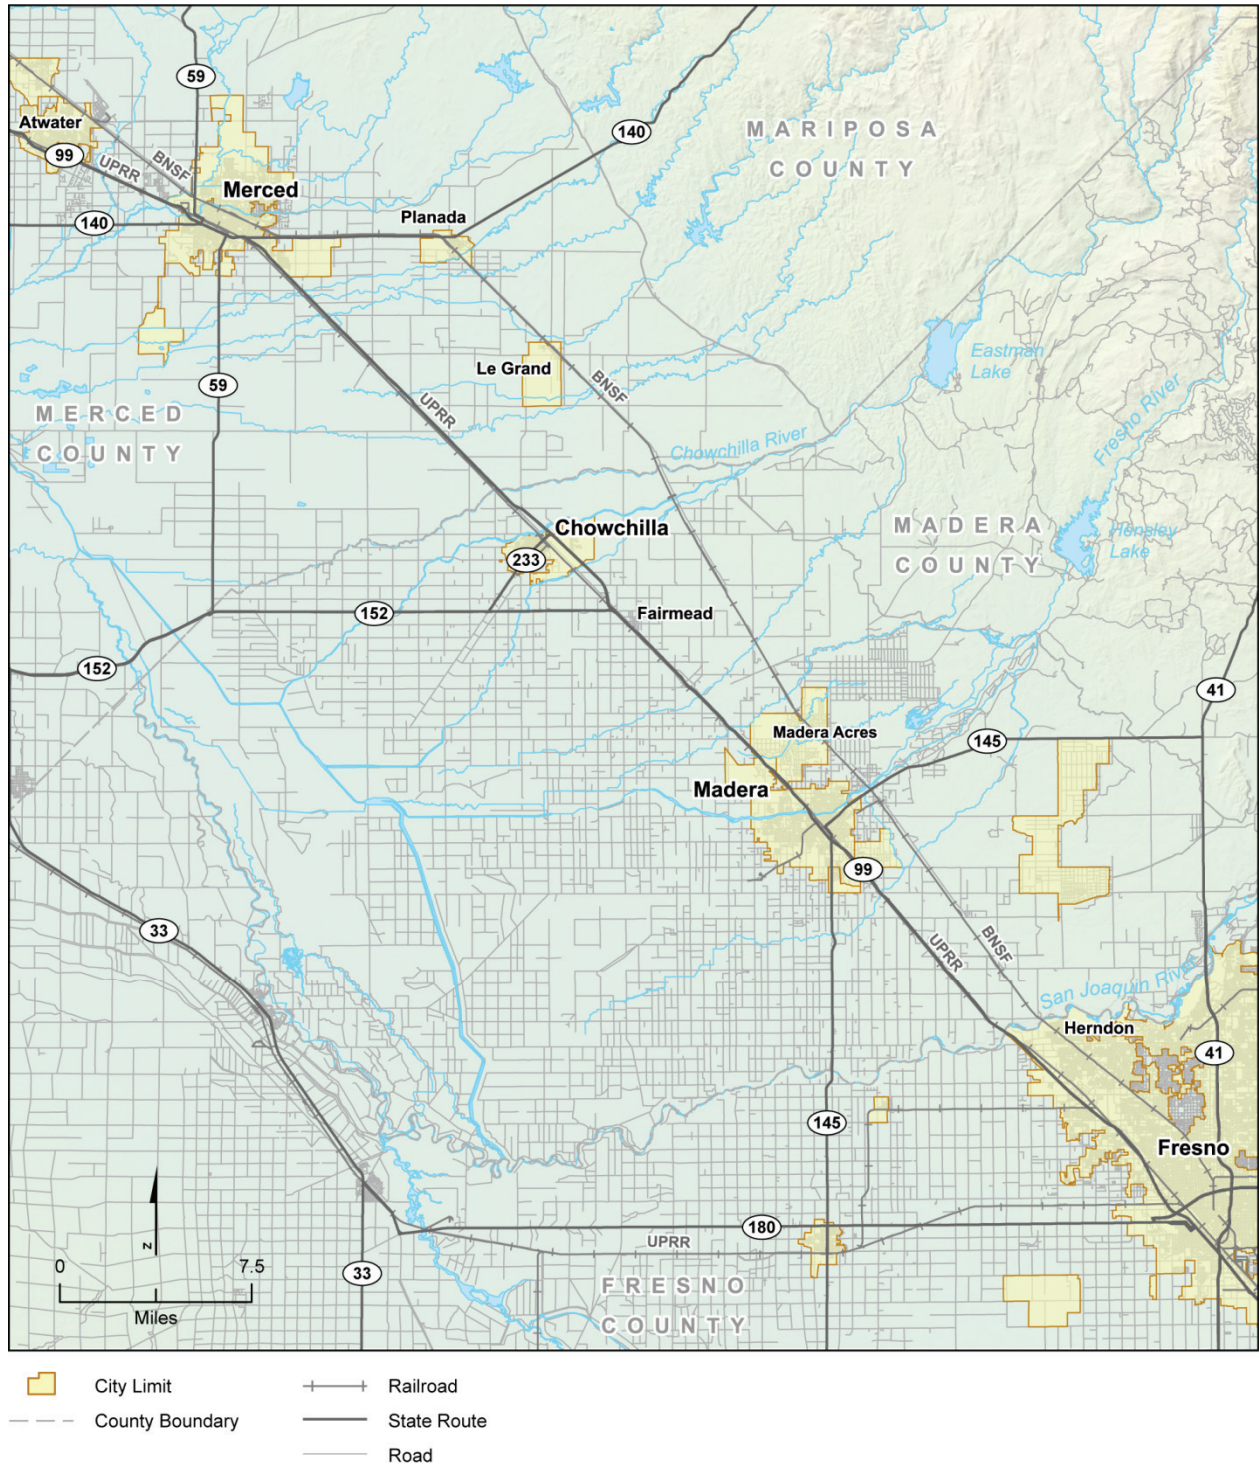 59
140
MARIPOSA
COUNTY
Atwater
99
UPRR
BNSF
Merced
140
Planada
Eastman
Lake
Le Grand
BNSF
59
UPRR
MERCED
COUNTY
Chowchilla River
Fresno River
Chowchilla
233
MADERA
COUNTY
Hensley
Lake
152
Fairmead
152
41
Madera Acres
145
Madera
99
33
UPRR
BNSF
San Joaquin River
Herndon
41
145
Fresno
180
UPRR
33
FRESNO
COUNTY
N
0 7.5
Miles
City Limit
County Boundary
Railroad
State Route
Road